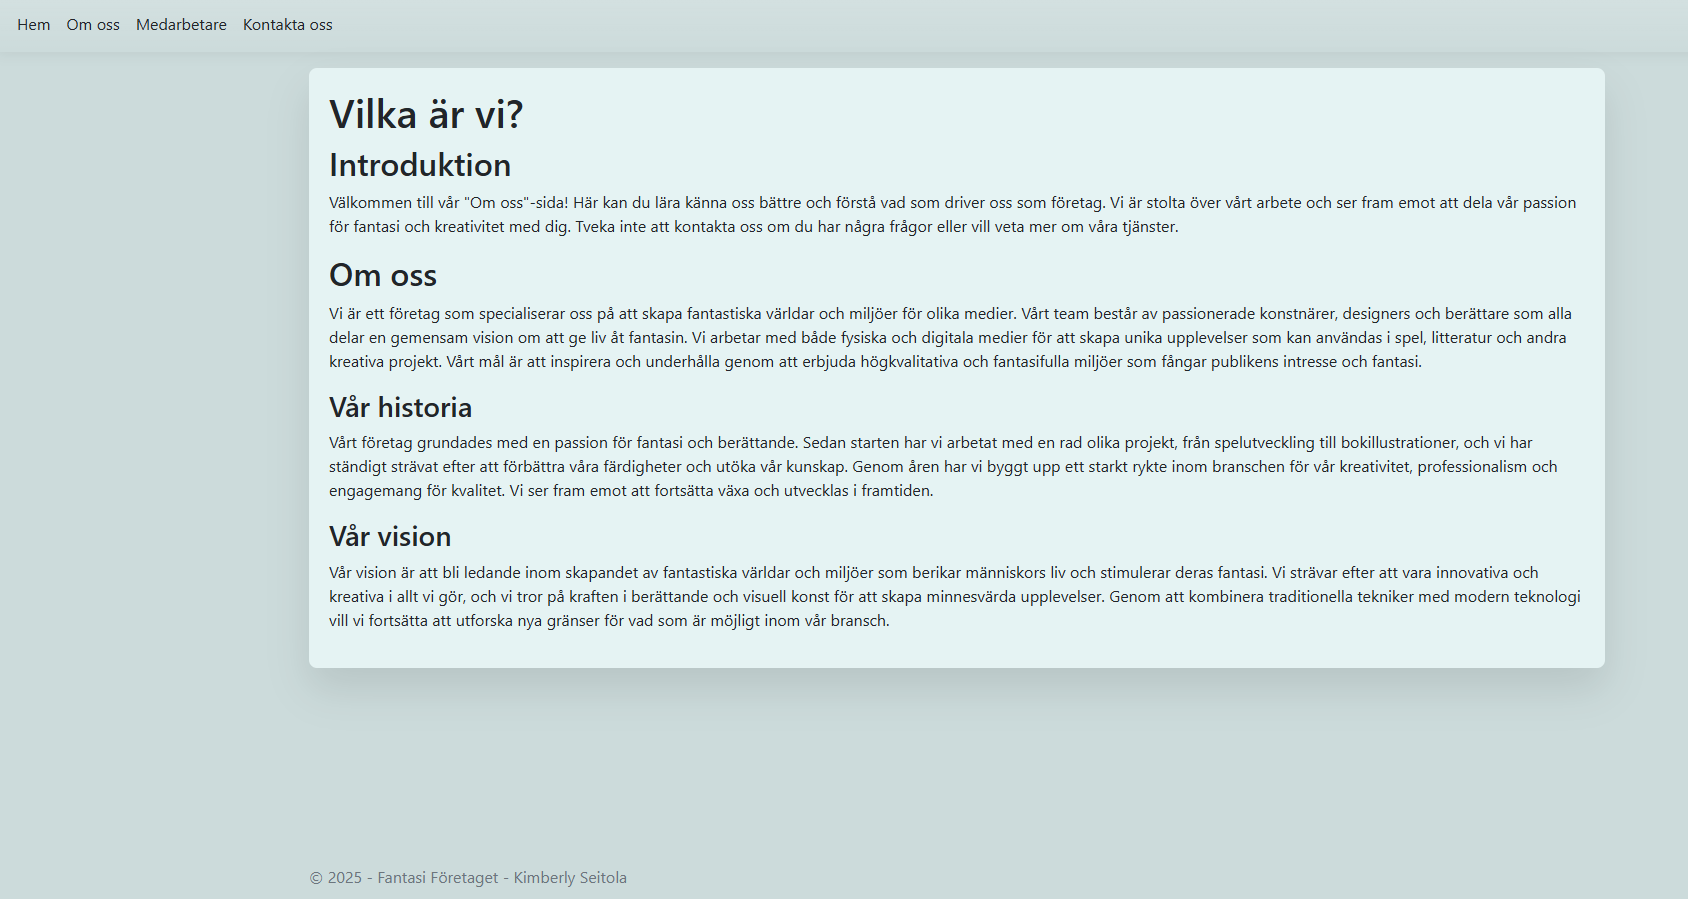 Hem Om oss Medarbetare Kontakta oss
Vilka är vi?
Introduktion
Välkommen till vår "Om oss"-sida! Här kan du lära känna oss bättre och förstå vad som driver oss som företag. Vi är stolta över vårt arbete och ser fram emot att dela vår passion
för fantasi och kreativitet med dig. Tveka inte att kontakta oss om du har några frågor eller vill veta mer om våra tjänster.
Om oss
Vi är ett företag som specialiserar oss på att skapa fantastiska världar och miljöer för olika medier. Vårt team består av passionerade konstnärer, designers och berättare som alla
delar en gemensam vision om att ge liv åt fantasin. Vi arbetar med både fysiska och digitala medier för att skapa unika upplevelser som kan användas i spel, litteratur och andra
kreativa projekt. Vårt mål är att inspirera och underhålla genom att erbjuda högkvalitativa och fantasifulla miljöer som fångar publikens intresse och fantasi.
Vår historia
Vårt företag grundades med en passion för fantasi och berättande. Sedan starten har vi arbetat med en rad olika projekt, från spelutveckling till bokillustrationer, och vi har
ständigt strävat efter att förbättra våra färdigheter och utöka vår kunskap. Genom åren har vi byggt upp ett starkt rykte inom branschen för vår kreativitet, professionalism och
engagemang för kvalitet. Vi ser fram emot att fortsätta växa och utvecklas i framtiden.
Vår vision
Vår vision är att bli ledande inom skapandet av fantastiska världar och miljöer som berikar människors liv och stimulerar deras fantasi. Vi strävar efter att vara innovativa och
kreativa i allt vi gör, och vi tror på kraften i berättande och visuell konst för att skapa minnesvärda upplevelser. Genom att kombinera traditionella tekniker med modern teknologi
vill vi fortsätta att utforska nya gränser för vad som är möjligt inom vår bransch.
© 2025 - Fantasi Företaget - Kimberly Seitola